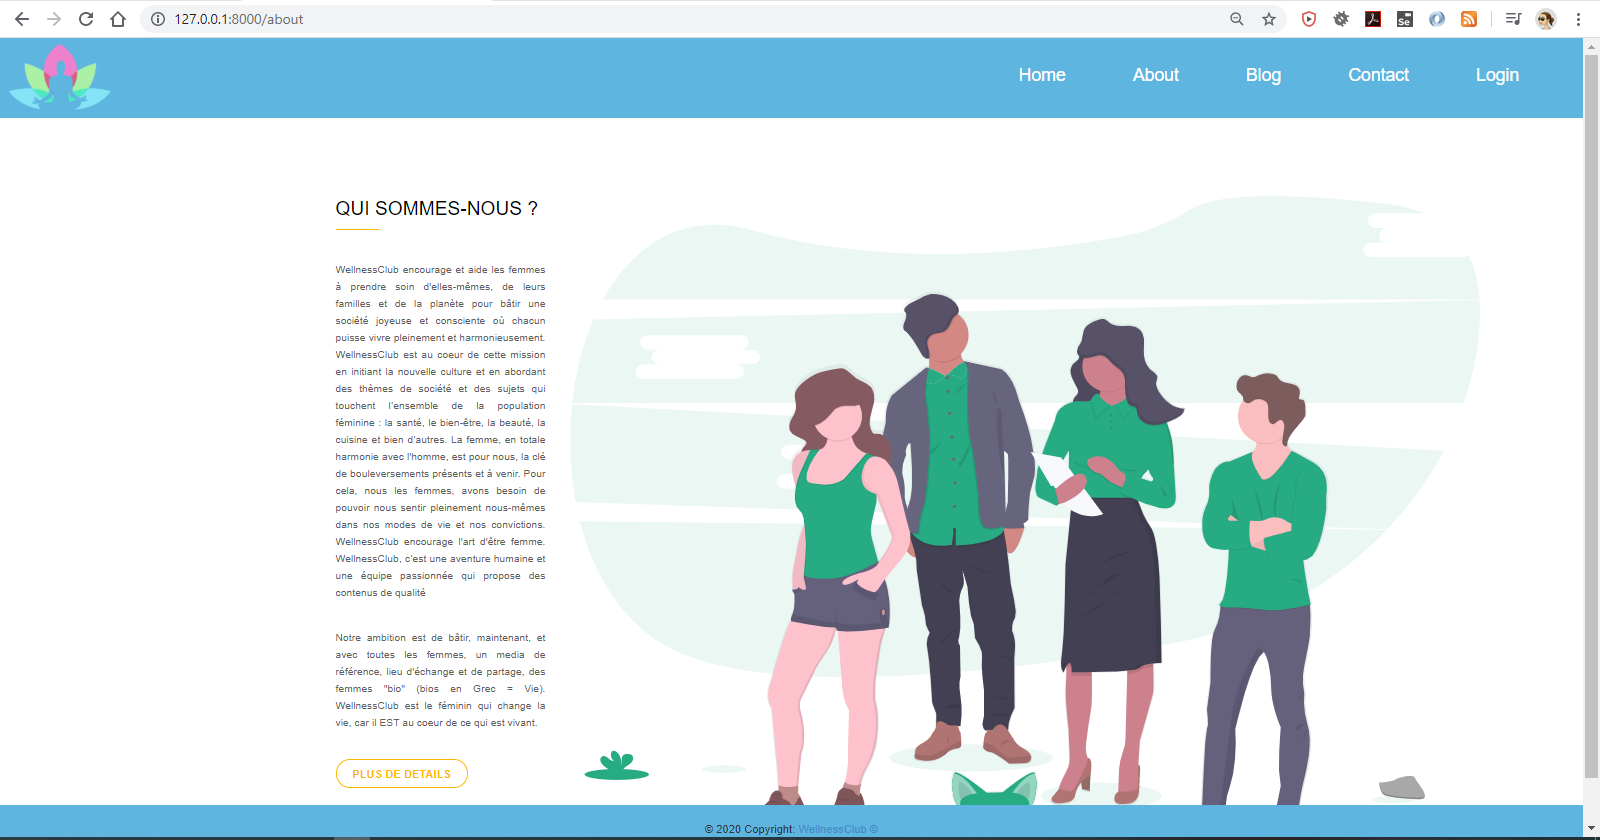 127.0.0.1:8000/about
Se
Home About Blog Contact Login
QUI SOMMES-NOUS ?
WellnessClub encourage et aide les femmes
à prendre soin d'elles-mêmes, de leurs
familles et de la planète pour bâtir une
société joyeuse et consciente où chacun
puisse vivre pleinement et harmonieusement.
WellnessClub est au coeur de cette mission
en initiant la nouvelle culture et en abordant
des thèmes de société et des sujets qui
touchent l'ensemble de la population
féminine : la santé, le bien-être, la beauté, la
cuisine et bien d'autres. La femme, en totale
harmonie avec l'homme, est pour nous, la clé
de bouleversements présents et à venir. Pour
cela, nous les femmes, avons besoin de
pouvoir nous sentir pleinement nous-mêmes
dans nos modes de vie et nos convictions.
WellnessClub encourage l'art d'être femme.
WellnessClub, c'est une aventure humaine et
une équipe passionnée qui propose des
contenus de qualité
Notre ambition est de bâtir, maintenant, et
avec toutes les femmes, un media de
référence, lieu d'échange et de partage, des
femmes "bio" (bios en Grec = Vie).
WellnessClub est le féminin qui change la
vie, car il EST au coeur de ce qui est vivant.
PLUS DE DETAILS
© 2020 Copyright: WellnessClub ©